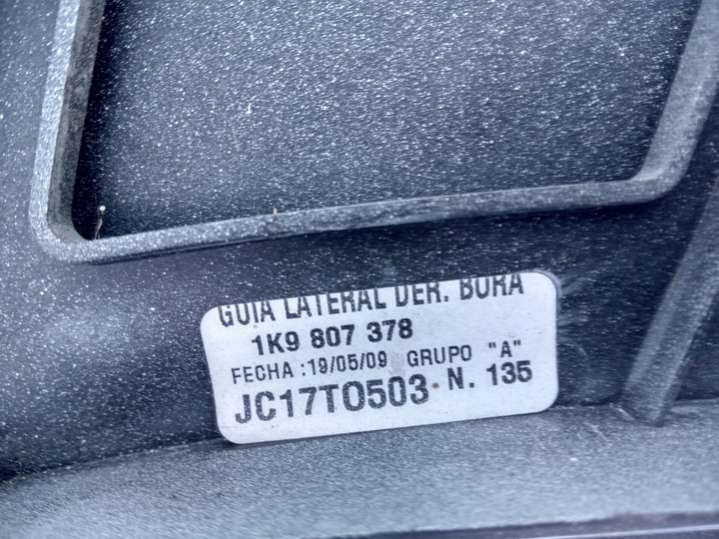 GUIA LATERAL DER. BORA
1K9 807 378
FECHA :19/05/09 GRUPO "A"
JC17TO503· N. 135